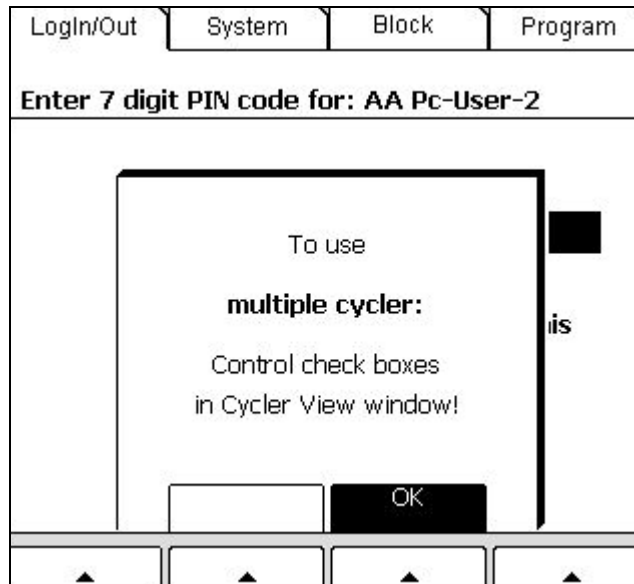 LogIn/Out System Block Program
Enter 7 digit PIN code for: AA Pc-User-2
To use
multiple cycler:
is
Control check boxes
in Cycler View window!
OK